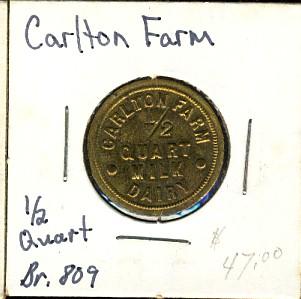 Carlton Farm
CARLTON FARM
1/2
QUART
MILK
DAIRY
1/2
Quart
Br. 809
$
47.00